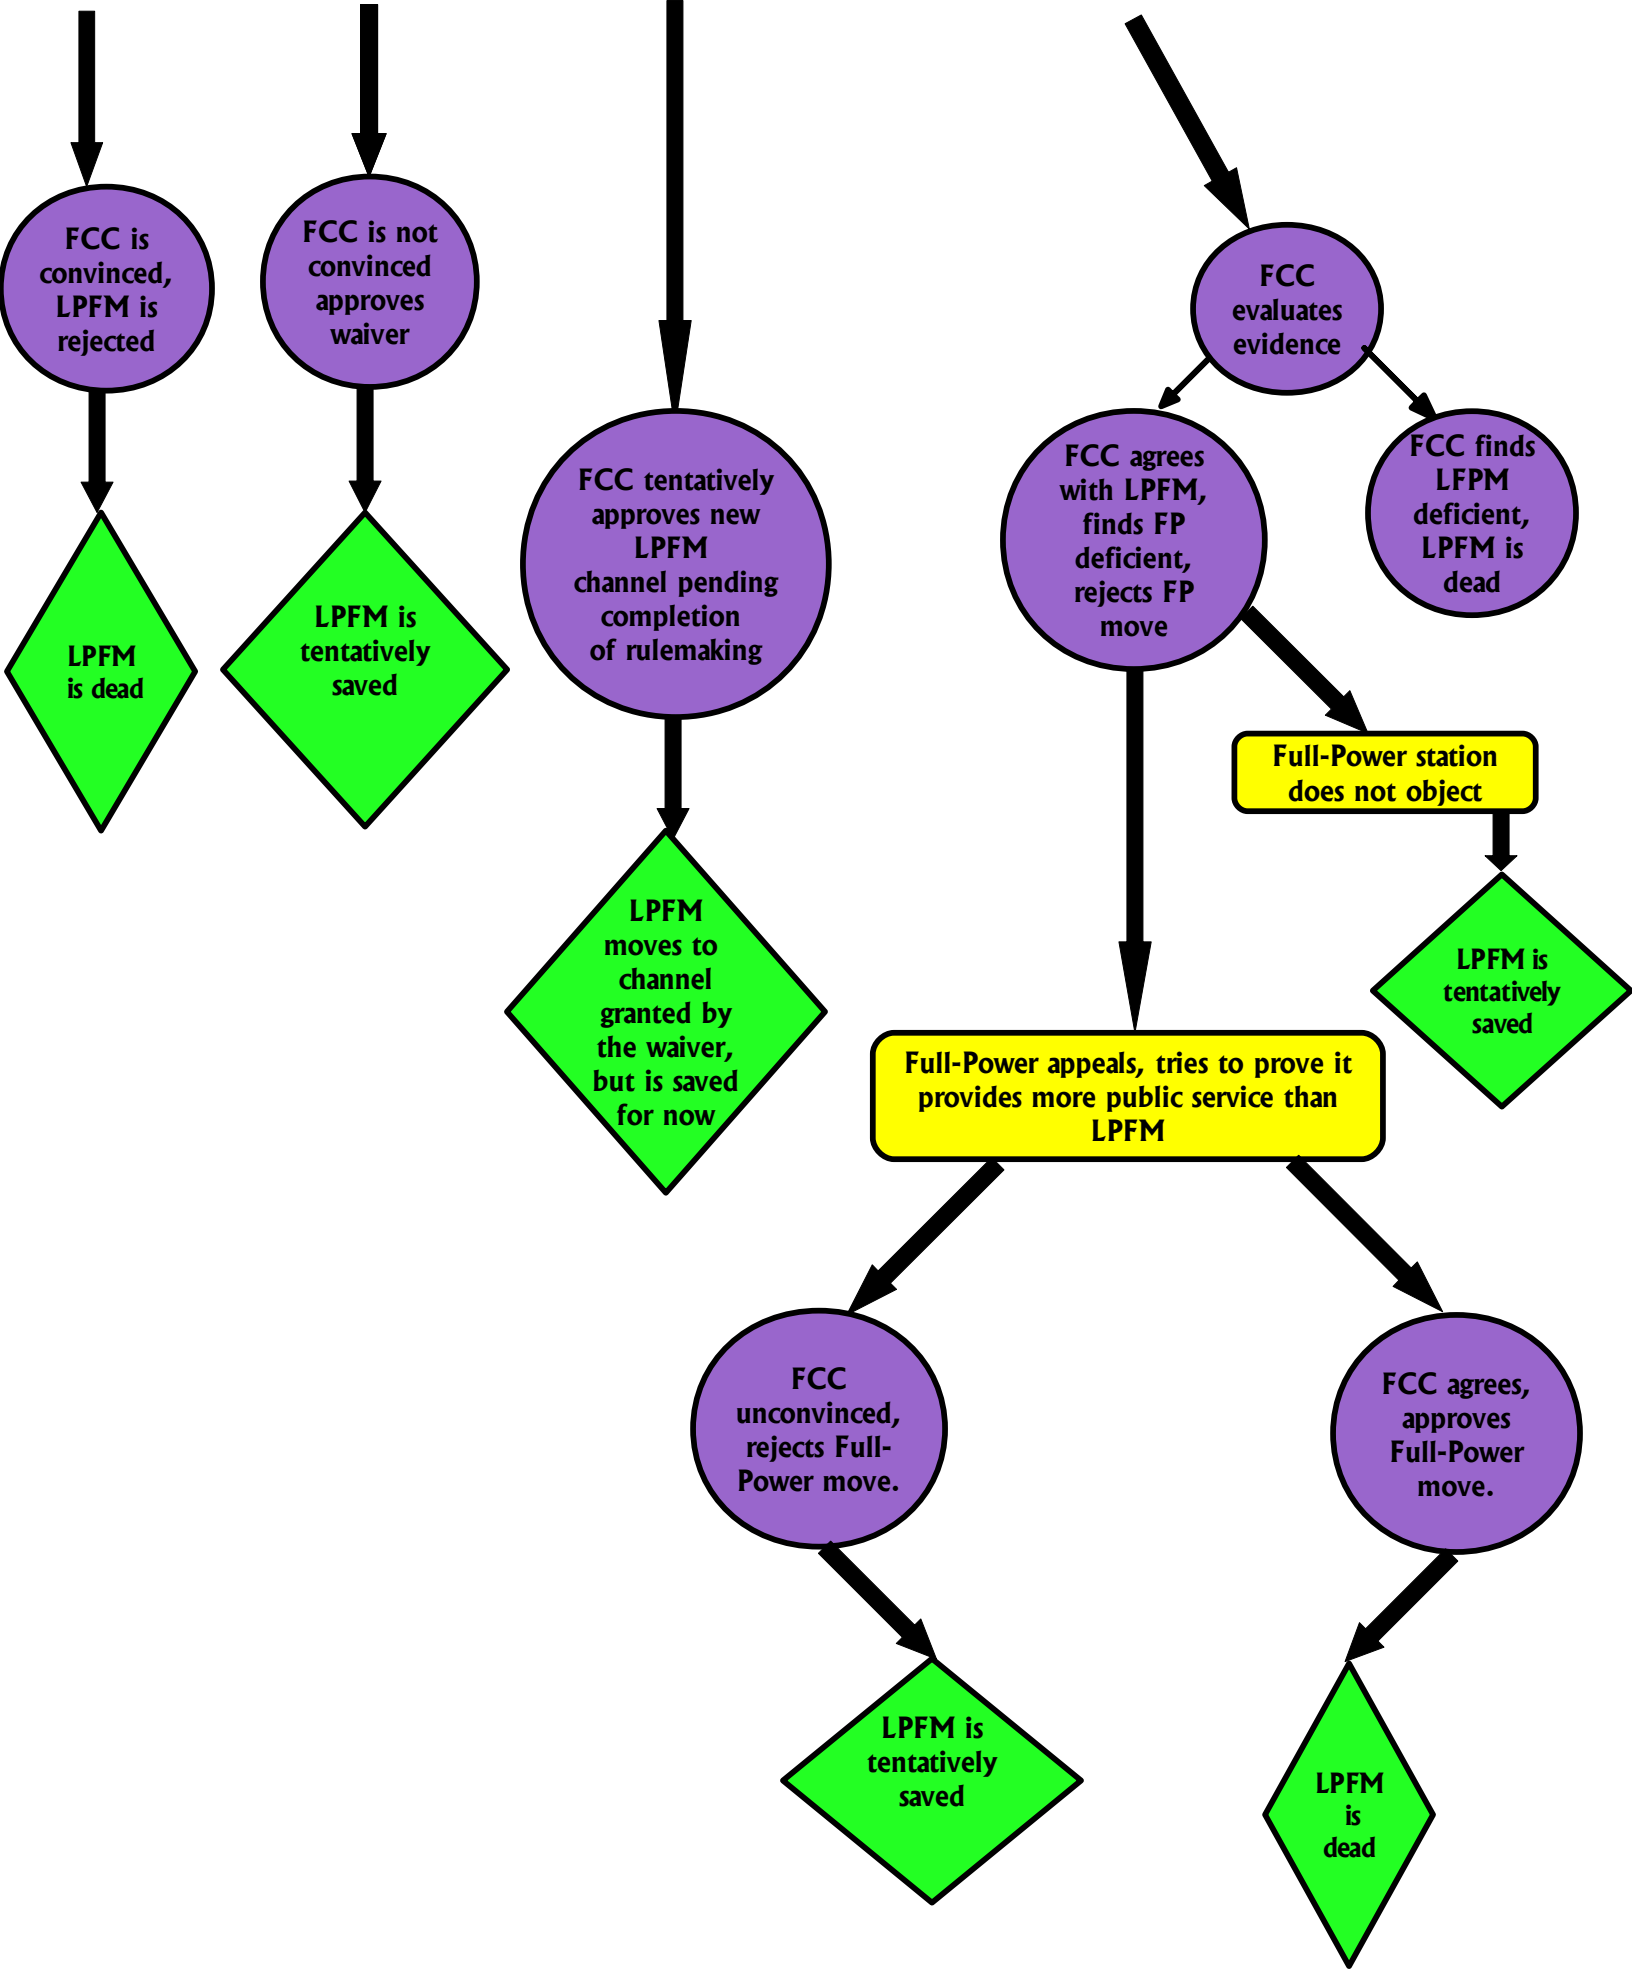 FCC is
convinced,
LPFM is
rejected
FCC is not
convinced
approves
waiver
FCC
evaluates
evidence
FCC tentatively
approves new
LPFM
channel pending
completion
of rulemaking
FCC agrees
with LPFM,
finds FP
deficient,
rejects FP
move
FCC finds
LFPM
deficient,
LPFM is
dead
LPFM
is dead
LPFM is
tentatively
saved
Full-Power station
does not object
LPFM
moves to
channel
granted by
the waiver,
but is saved
for now
LPFM is
tentatively
saved
Full-Power appeals, tries to prove it
provides more public service than
LPFM
FCC
unconvinced,
rejects Full-
Power move.
FCC agrees,
approves
Full-Power
move.
LPFM is
tentatively
saved
LPFM
is
dead